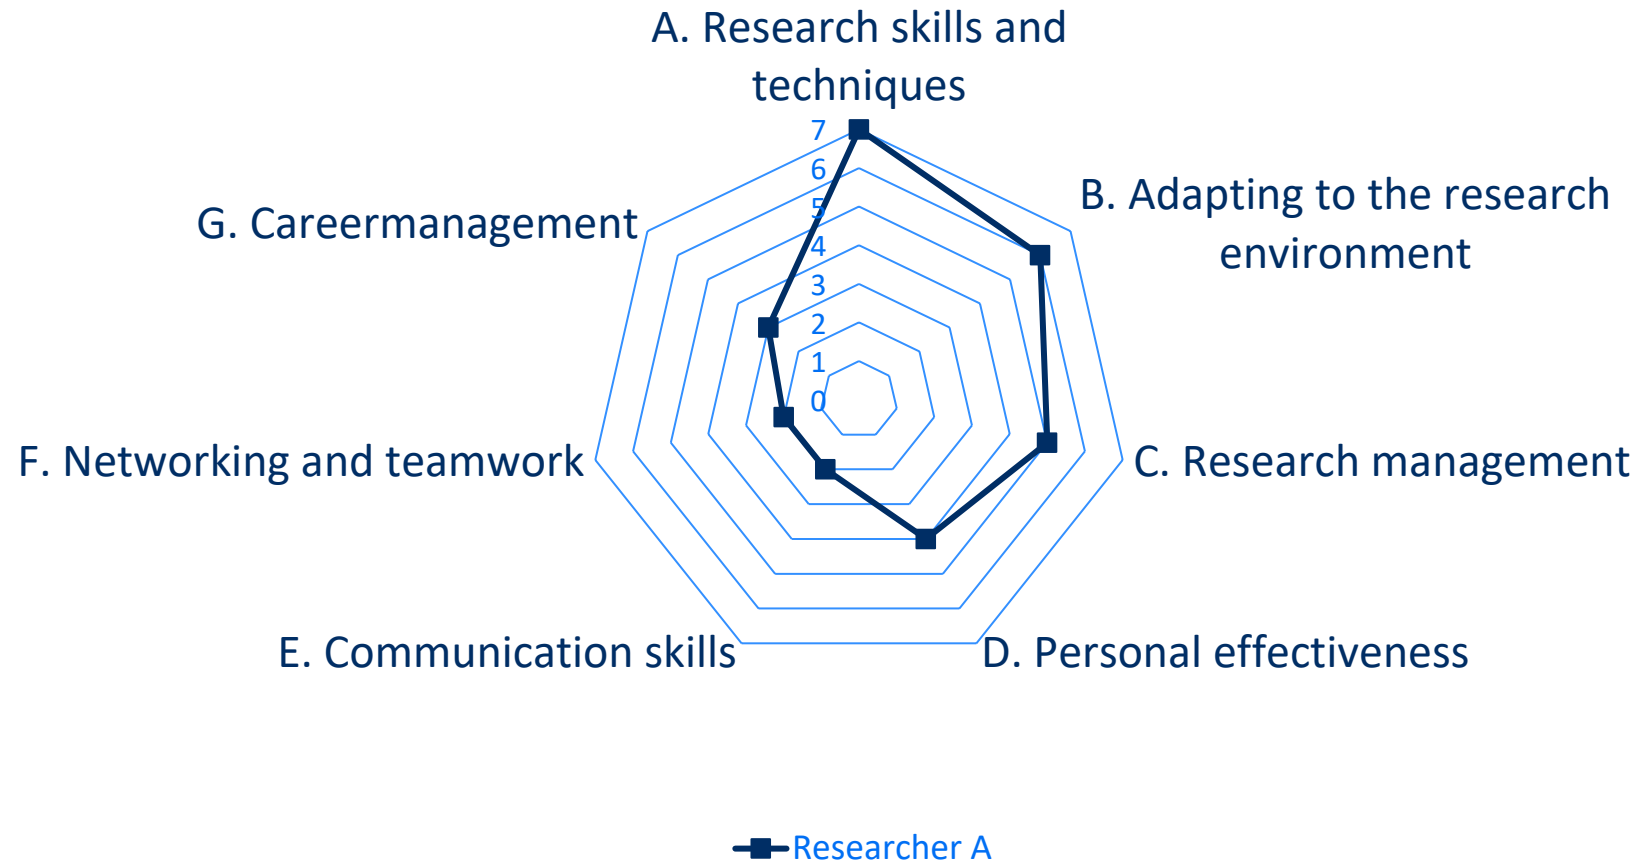 A. Research skills and
techniques
7
6
5
4
3
2
1
0
B. Adapting to the research
environment
G. Careermanagement
F. Networking and teamwork
C. Research management
E. Communication skills
D. Personal effectiveness
Researcher A